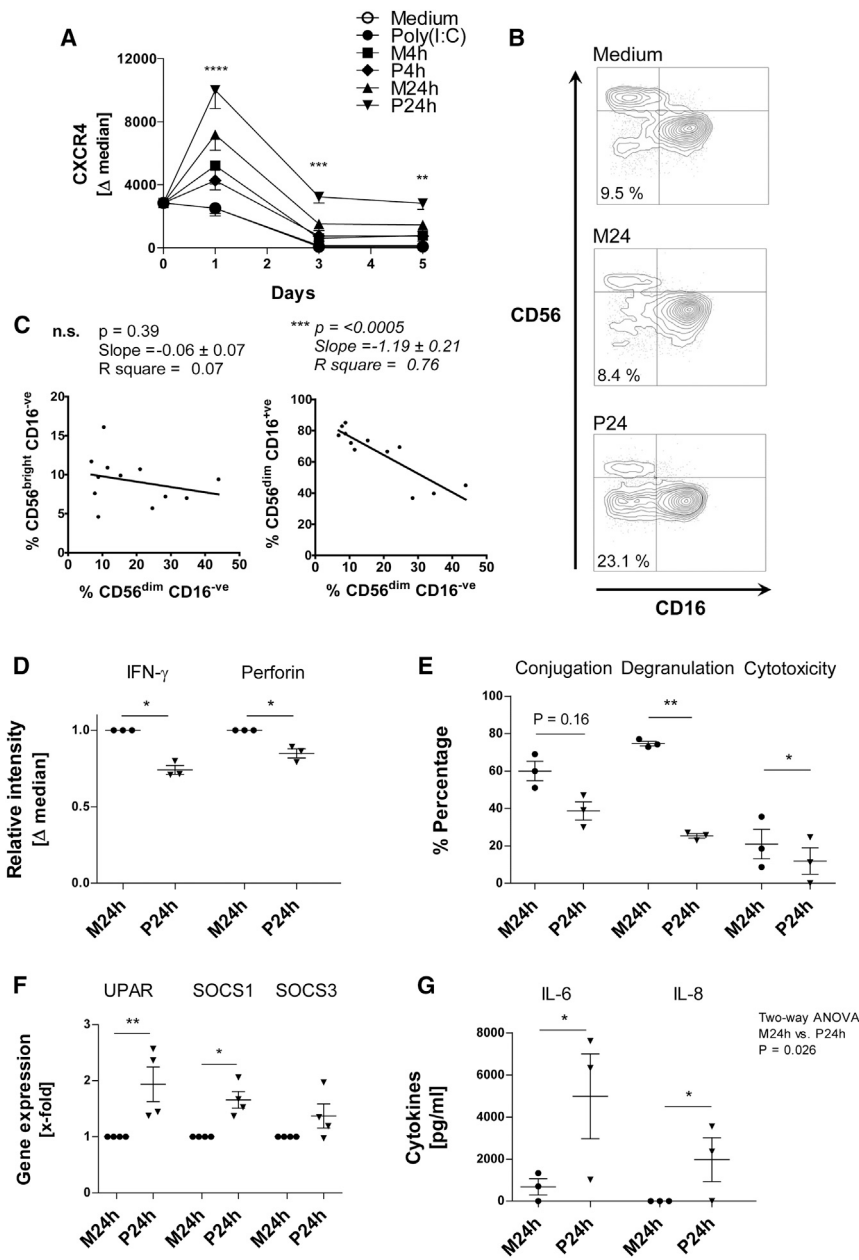 A
Medium
Poly(I:C)
M4h
P4h
M24h
P24h
CXCR4
[Δ median]
12000
8000
4000
0
****
***
**
0 1 2 3 4 5
Days
B
Medium
9.5 %
M24
8.4 %
P24
23.1 %
CD56
CD16
C
n.s. p = 0.39
Slope =-0.06 ± 0.07
R square = 0.07
% CD56bright CD16-ve
20
15
10
5
0
0 10 20 30 40 50
% CD56dim CD16-ve
*** p = <0.0005
Slope =-1.19 ± 0.21
R square = 0.76
% CD56dim CD16+ve
100
80
60
40
20
0
0 10 20 30 40 50
% CD56dim CD16-ve
D
IFN-γ Perforin
* *
Relative intensity
[Δ median]
1.0
0.5
0.0
M24h P24h M24h P24h
E
Conjugation Degranulation Cytotoxicity
P = 0.16 ** *
% Percentage
100
80
60
40
20
0
M24h P24h M24h P24h M24h P24h
F
UPAR SOCS1 SOCS3
** *
Gene expression
[x-fold]
3
2
1
0
M24h P24h M24h P24h M24h P24h
G
IL-6 IL-8
* *
Two-way ANOVA
M24h vs. P24h
P = 0.026
Cytokines
[pg/ml]
8000
6000
4000
2000
0
M24h P24h M24h P24h